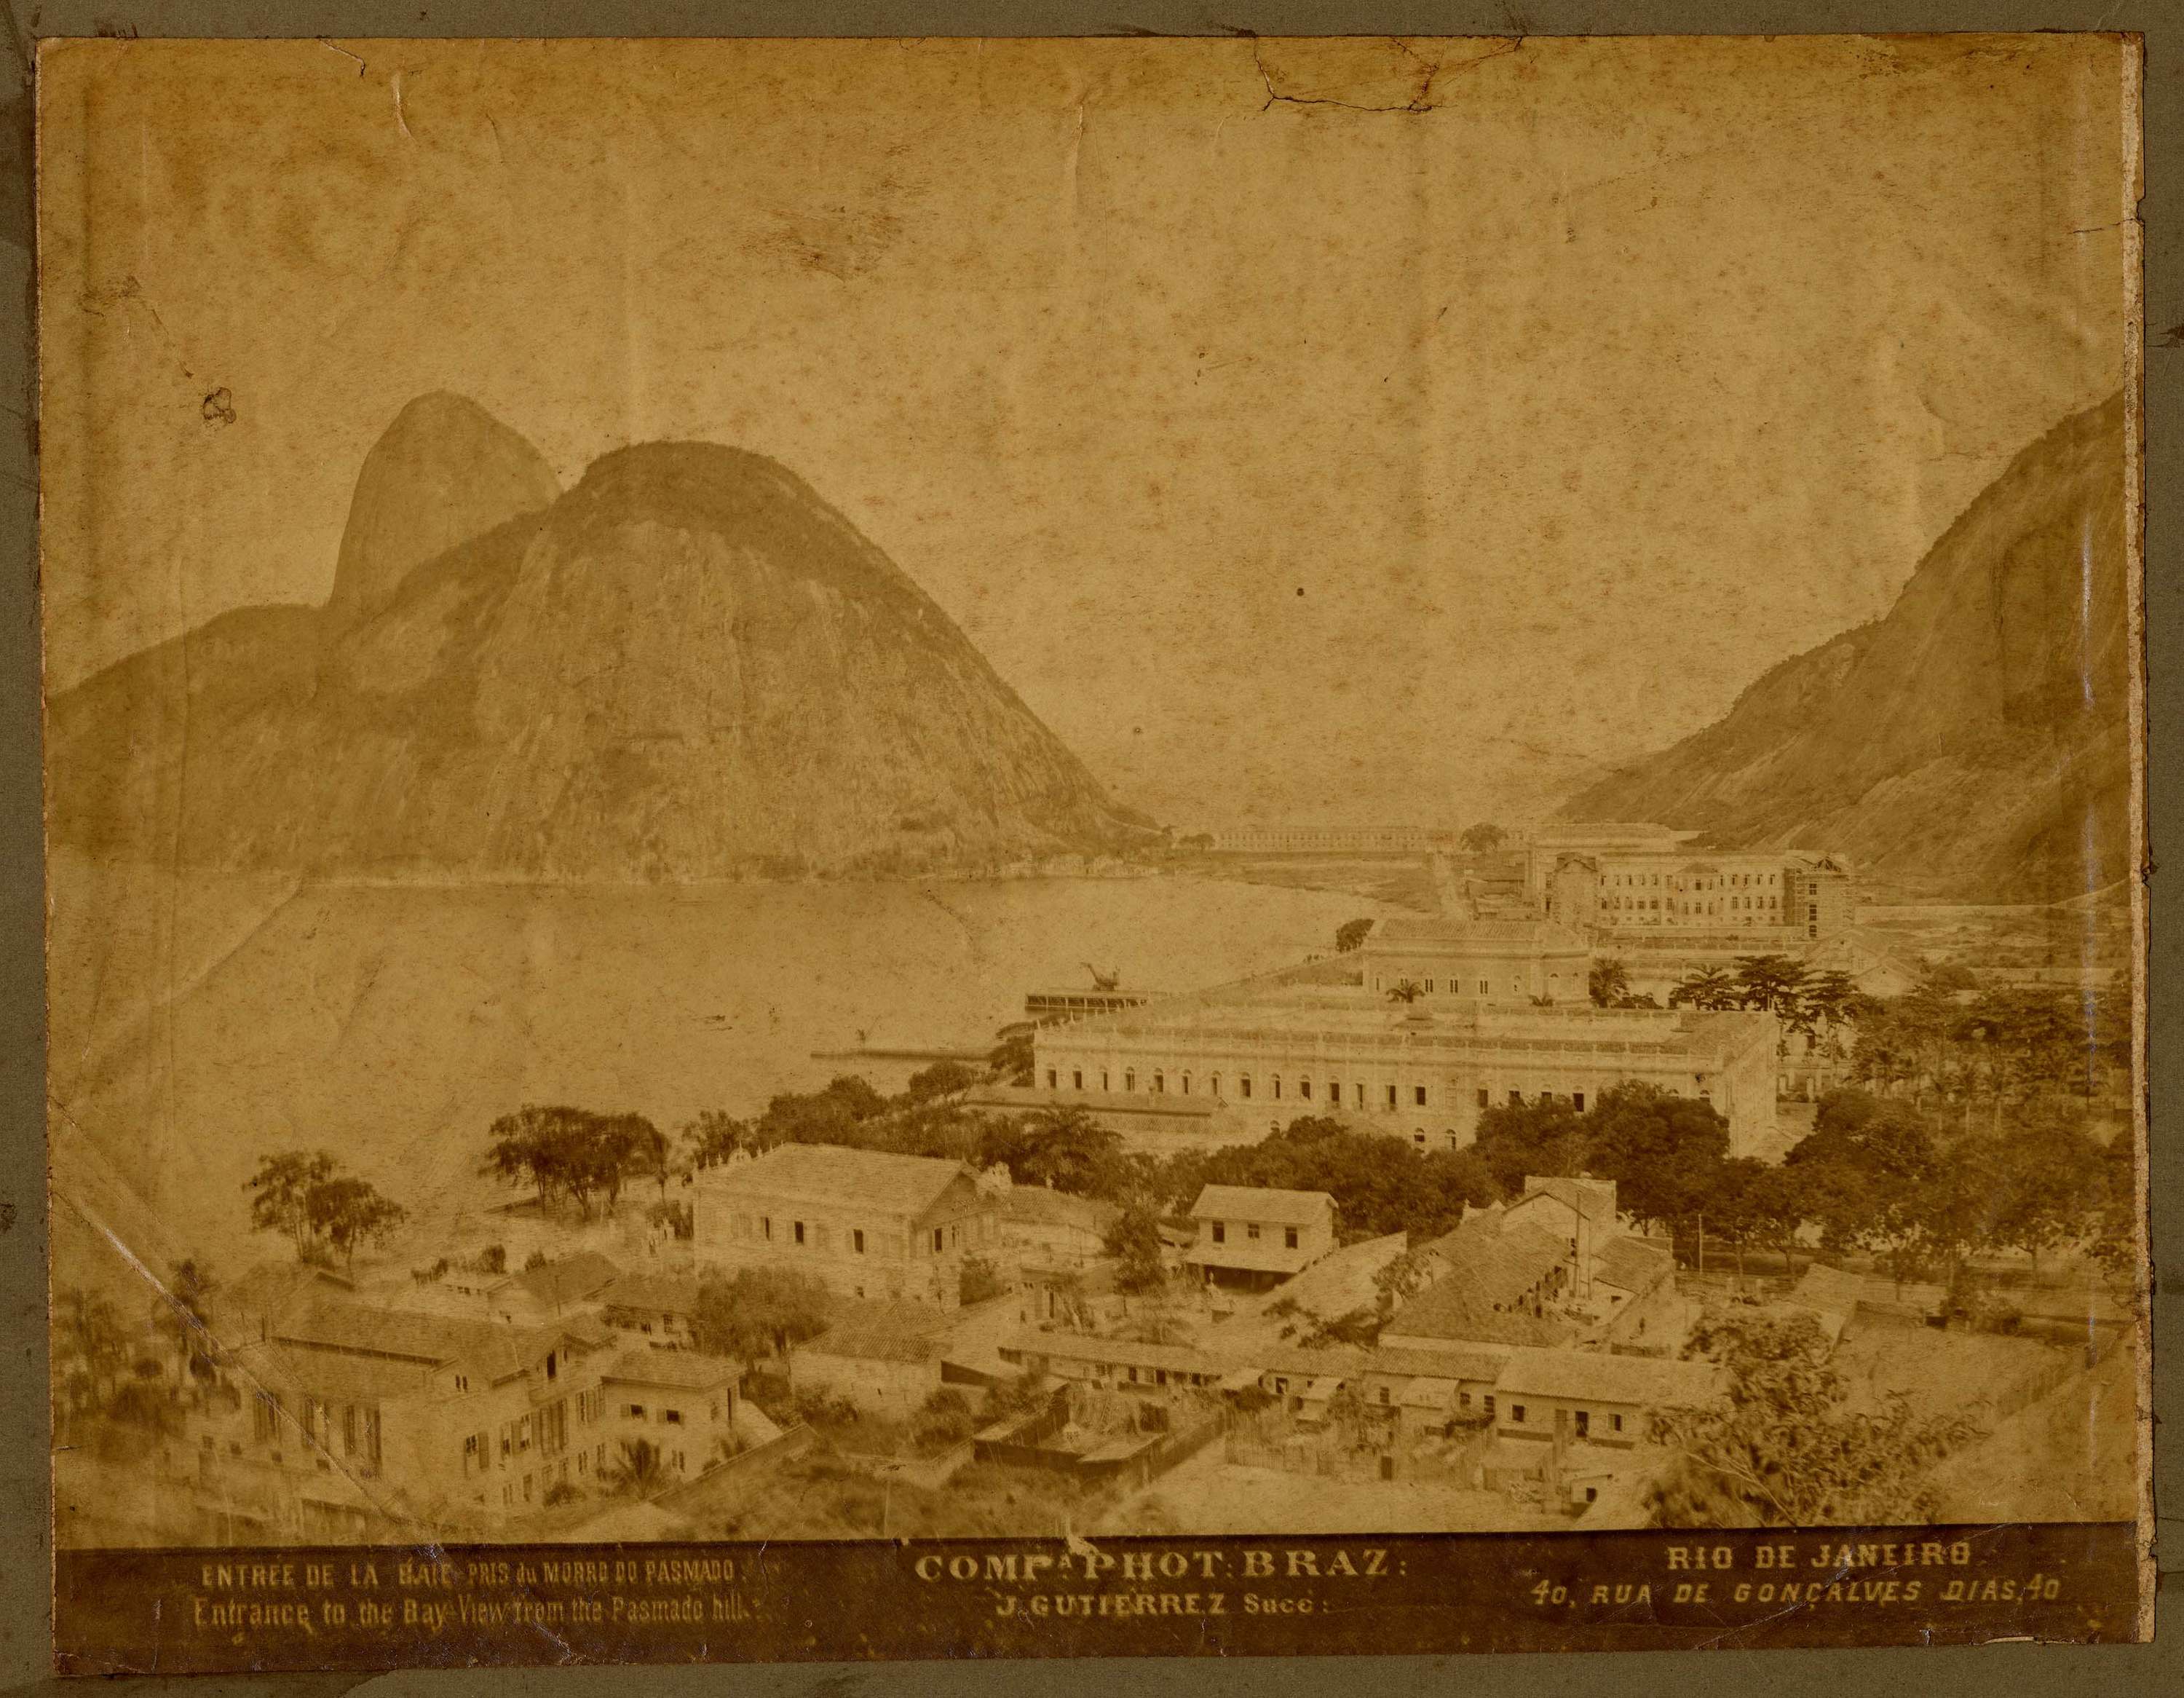 ENTRÉE DE LA BAIE PRIS du MORRO DO PASMADO.
Entrance to the Bay-View from the Pasmado hill.
COMPA. PHOT: BRAZ:
J. GUTIERREZ Succ:
RIO DE JANEIRO
40, RUA DE GONÇALVES DIAS, 40